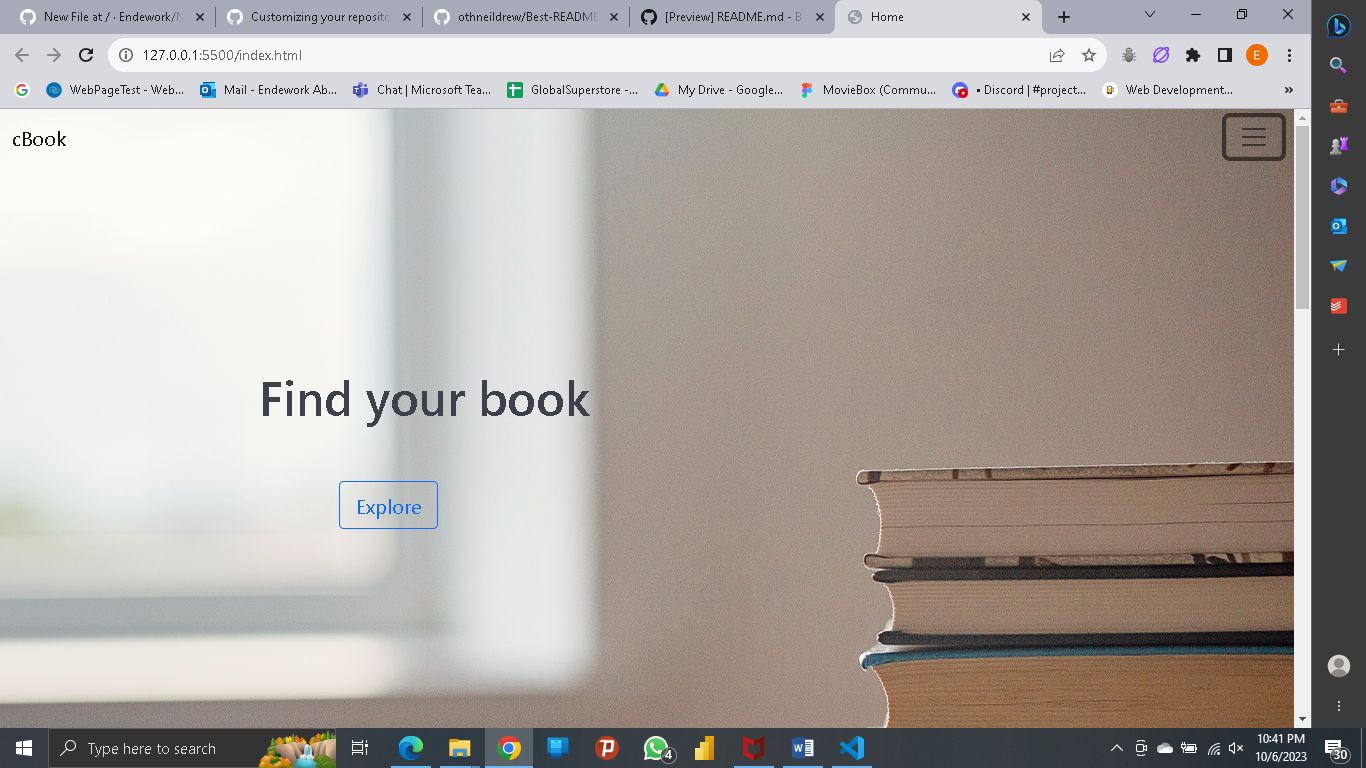 New File at / · Endework/N
Customizing your reposito
othneildrew/Best-README
[Preview] README.md - B
Home
127.0.0.1:5500/index.html
E
WebPageTest - Web...
Mail - Endework Ab...
Chat | Microsoft Tea...
GlobalSuperstore -...
My Drive - Google...
MovieBox (Commu...
• Discord | #project...
Web Development...
»
cBook
Find your book
Explore
Type here to search
4
10:41 PM
10/6/2023
30